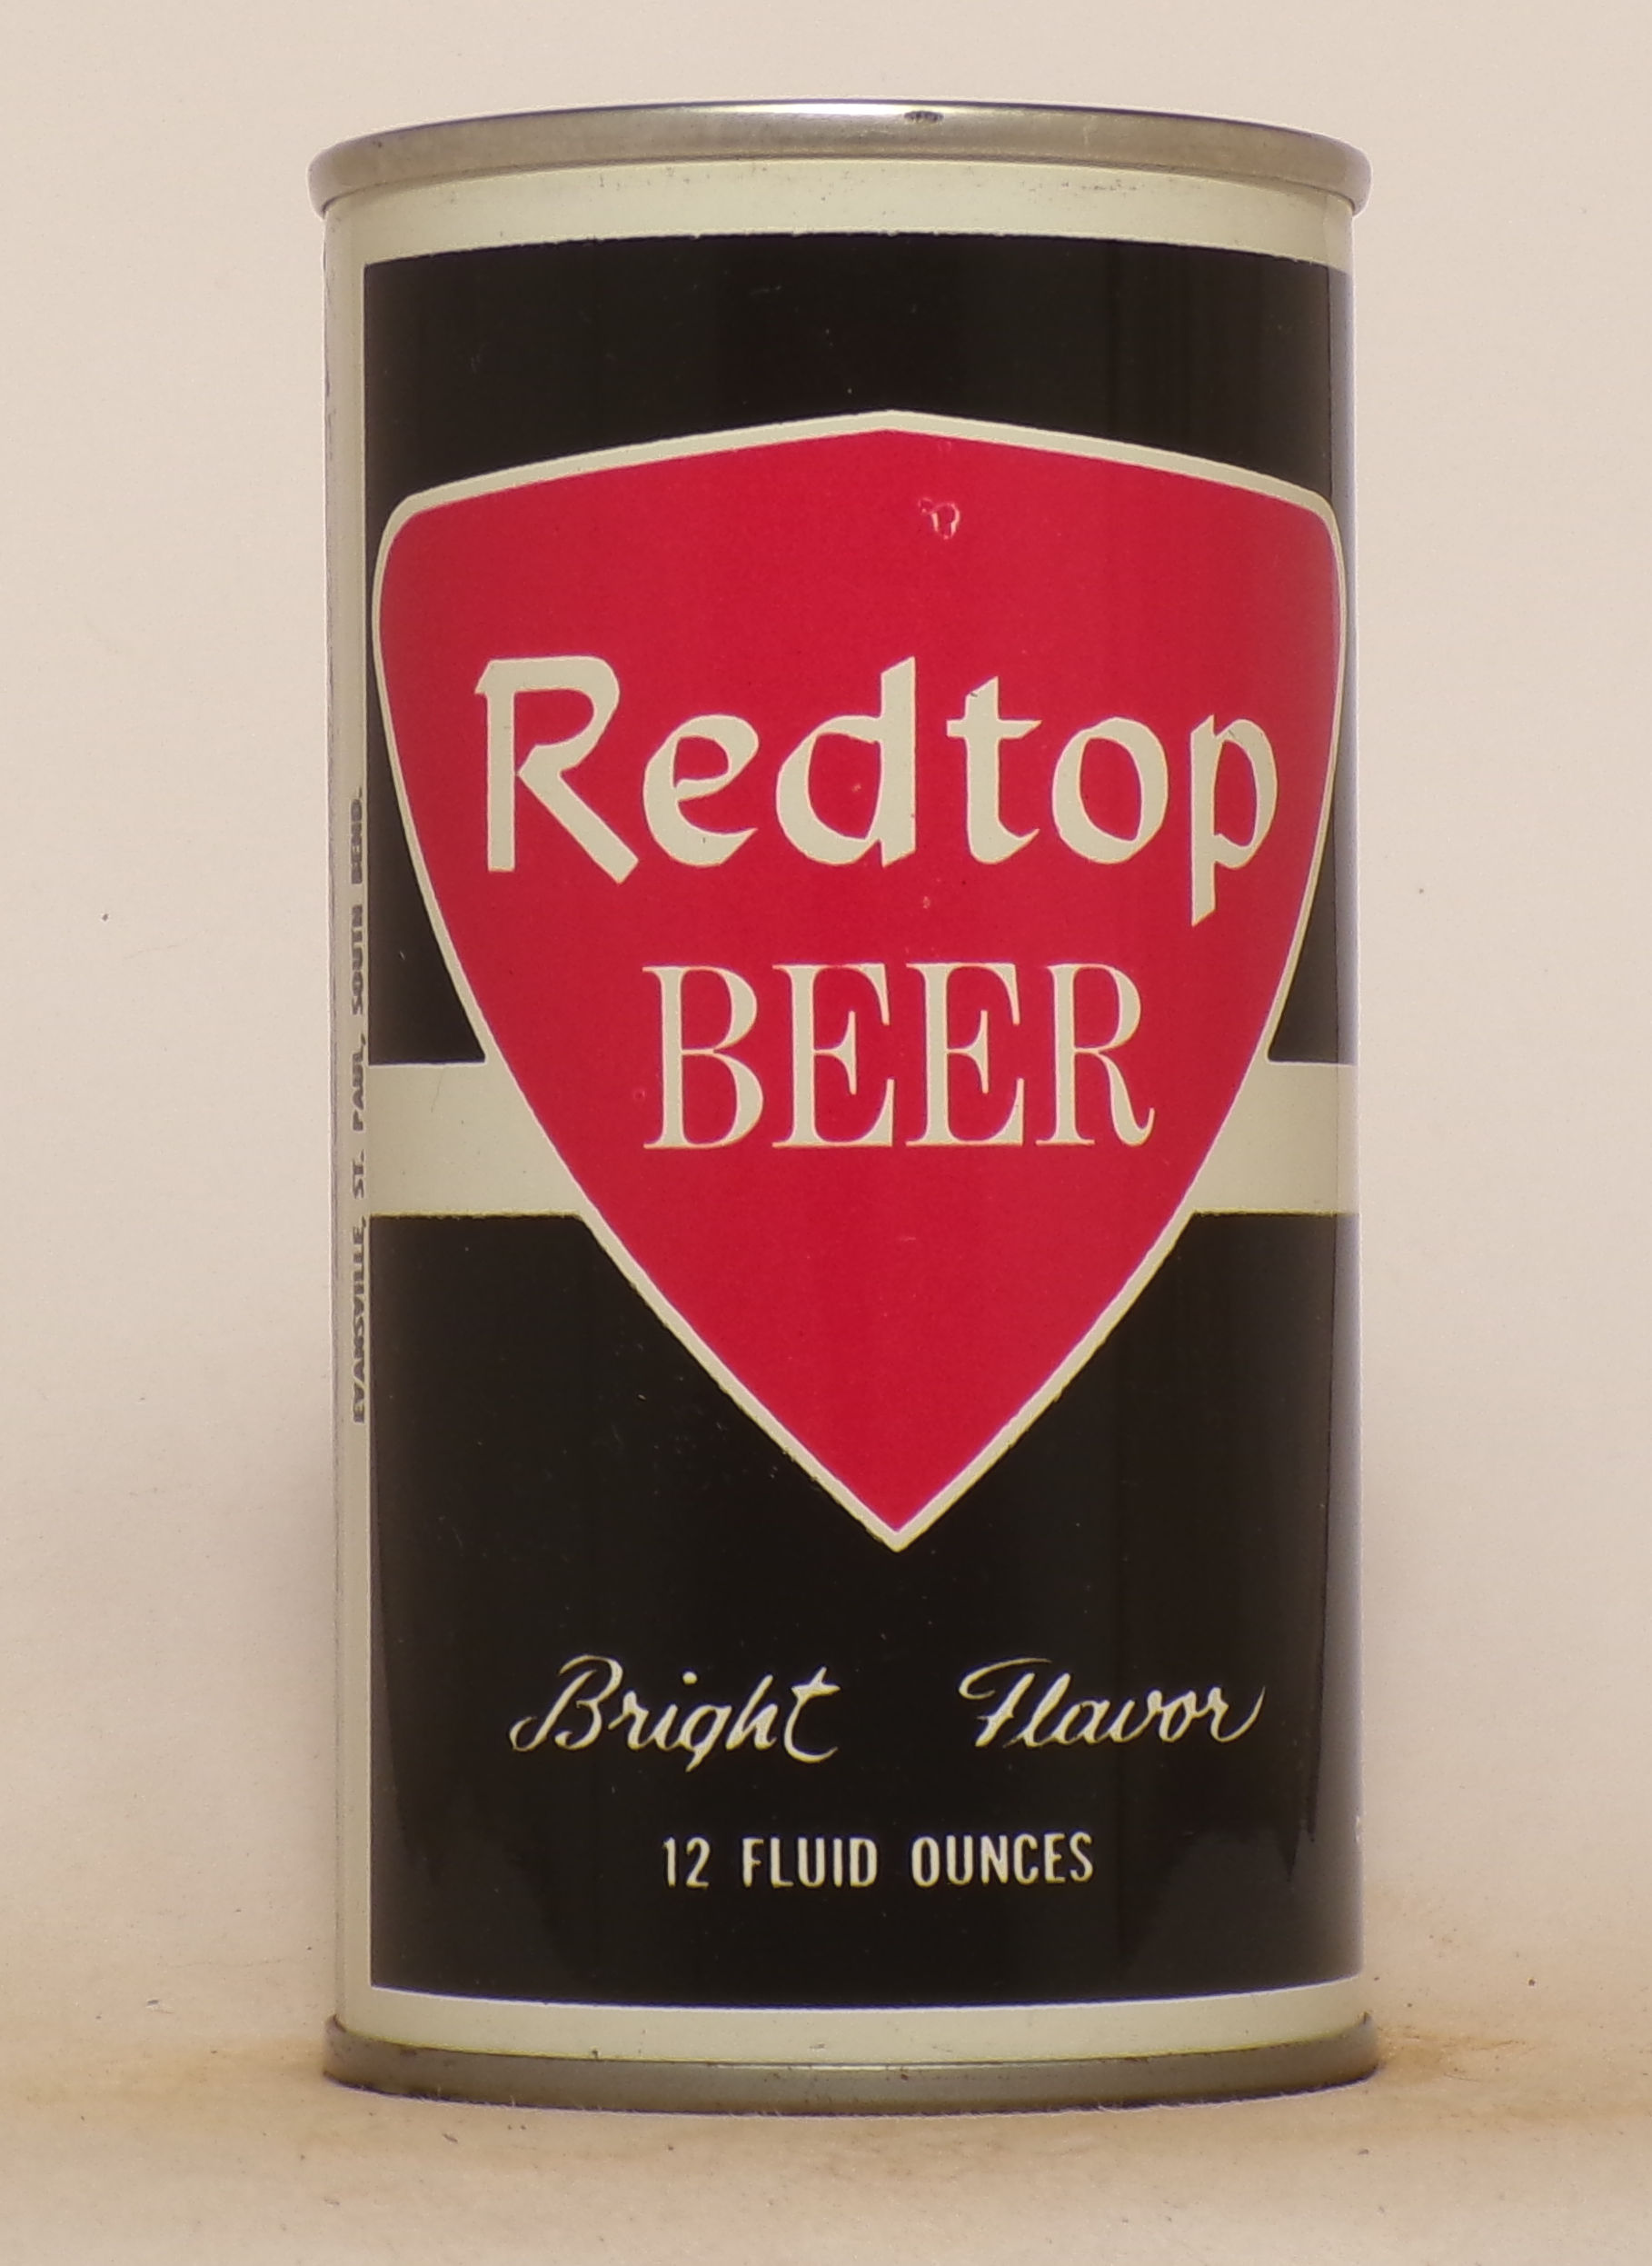 Redtop
BEER
Bright Flavor
12 FLUID OUNCES
EVANSVILLE, ST. PAUL, SOUTH BEND.